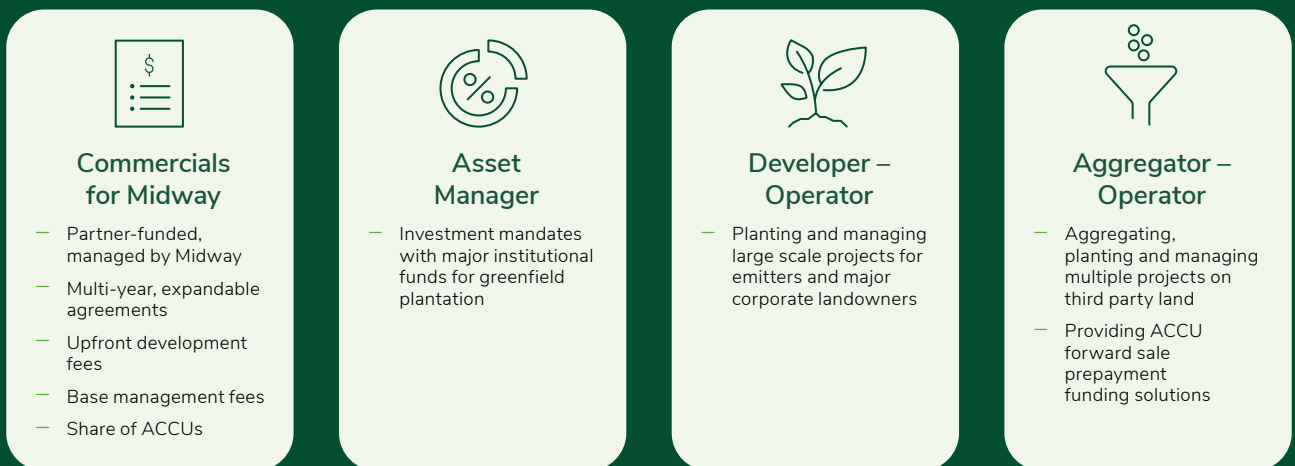 $
Commercials
for Midway
— Partner-funded,
managed by Midway
— Multi-year, expandable
agreements
— Upfront development
fees
— Base management fees
— Share of ACCUs
%
Asset
Manager
— Investment mandates
with major institutional
funds for greenfield
plantation
Developer –
Operator
— Planting and managing
large scale projects for
emitters and major
corporate landowners
Aggregator –
Operator
— Aggregating,
planting and managing
multiple projects on
third party land
— Providing ACCU
forward sale
prepayment
funding solutions